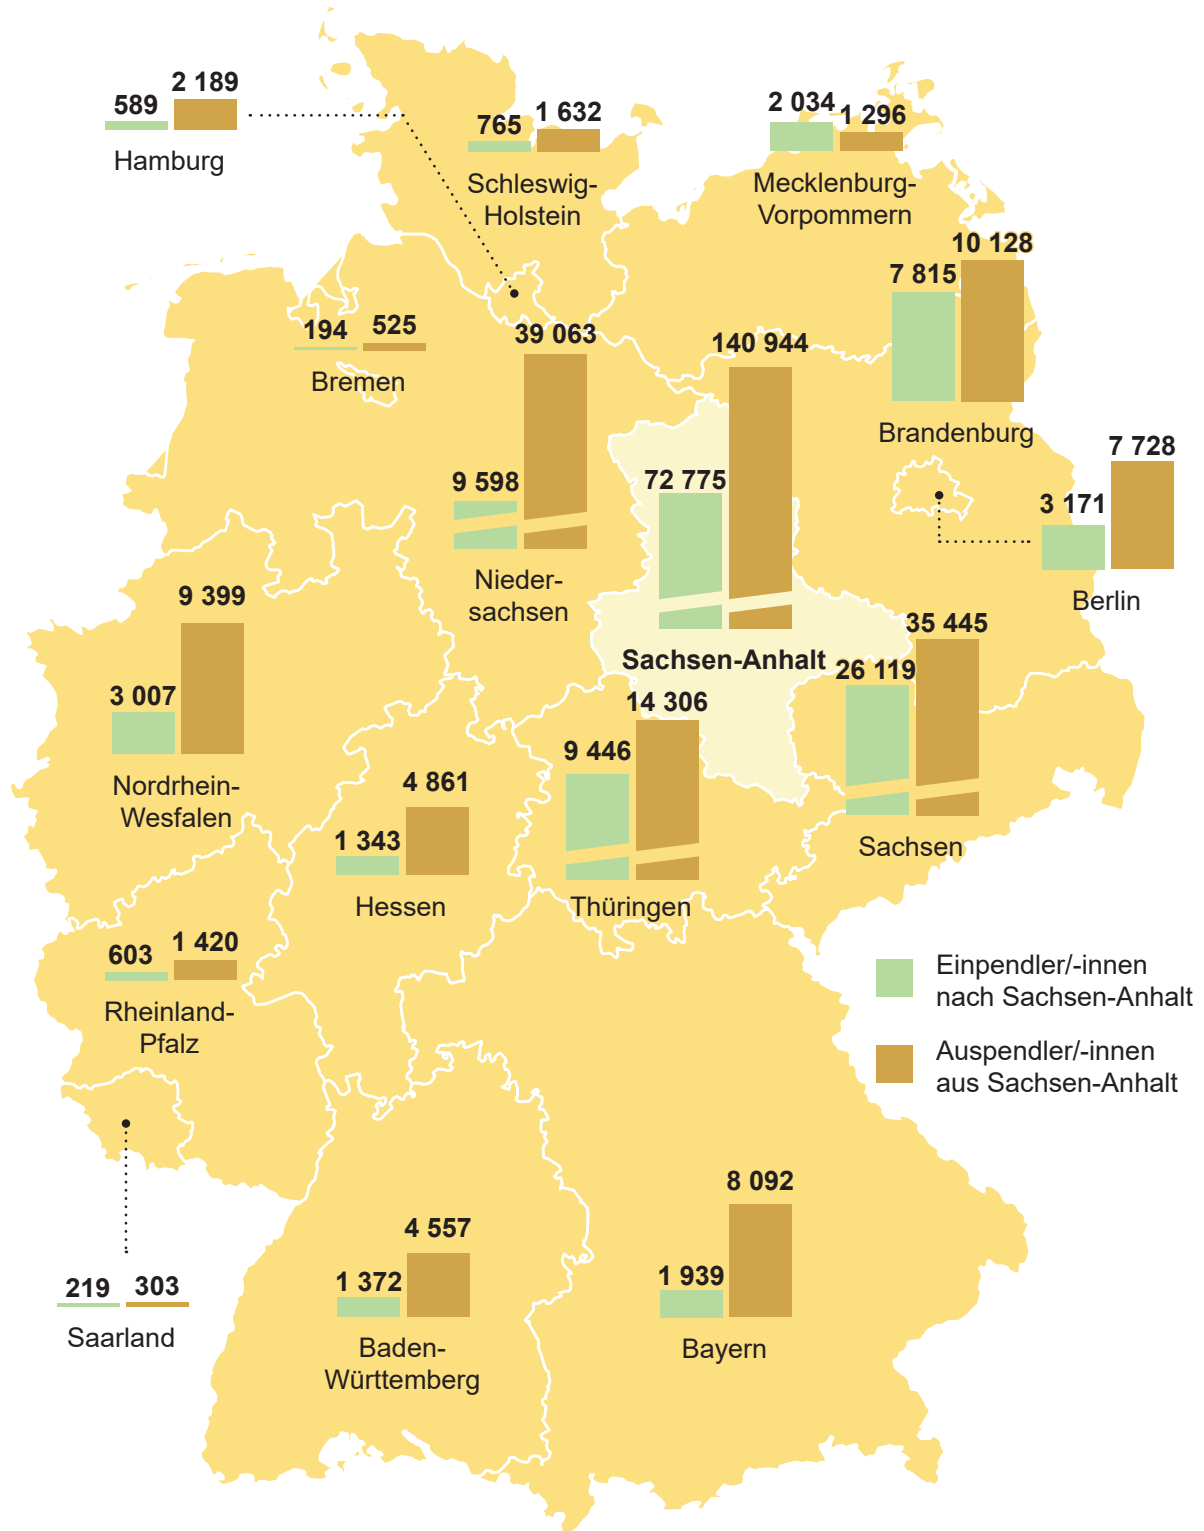 2 189
589
Hamburg
1 632
765
Schleswig-
Holstein
2 034
1 296
Mecklenburg-
Vorpommern
10 128
7 815
Brandenburg
194
525
Bremen
39 063
9 598
Nieder-
sachsen
140 944
72 775
Sachsen-Anhalt
7 728
3 171
Berlin
9 399
3 007
Nordrhein-
Wesfalen
35 445
26 119
Sachsen
14 306
9 446
Thüringen
4 861
1 343
Hessen
1 420
603
Rheinland-
Pfalz
Einpendler/-innen
nach Sachsen-Anhalt
Auspendler/-innen
aus Sachsen-Anhalt
219
303
Saarland
4 557
1 372
Baden-
Württemberg
8 092
1 939
Bayern